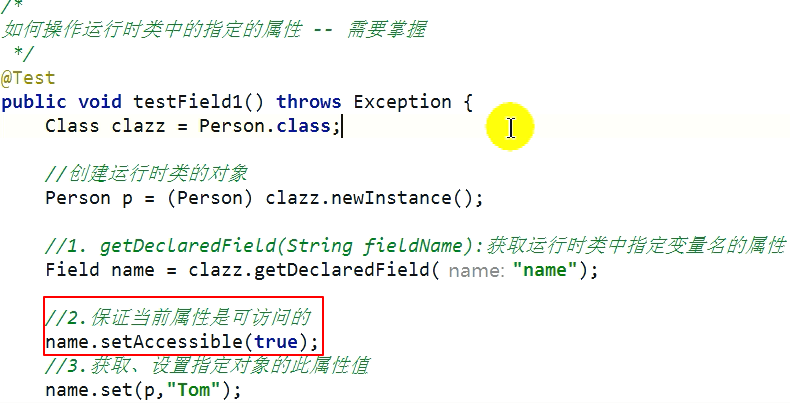 /*
如何操作运行时类中的指定的属性 -- 需要掌握
*/
@Test
public void testField1() throws Exception {
Class clazz = Person.class;
//创建运行时类的对象
Person p = (Person) clazz.newInstance();
//1. getDeclaredField(String fieldName):获取运行时类中指定变量名的属性
Field name = clazz.getDeclaredField( name: "name");
//2.保证当前属性是可访问的
name.setAccessible(true);
//3.获取、设置指定对象的此属性值
name.set(p,"Tom");